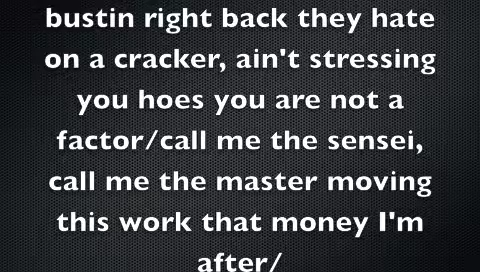 bustin right back they hate
on a cracker, ain't stressing
you hoes you are not a
factor/call me the sensei,
call me the master moving
this work that money I'm
after/